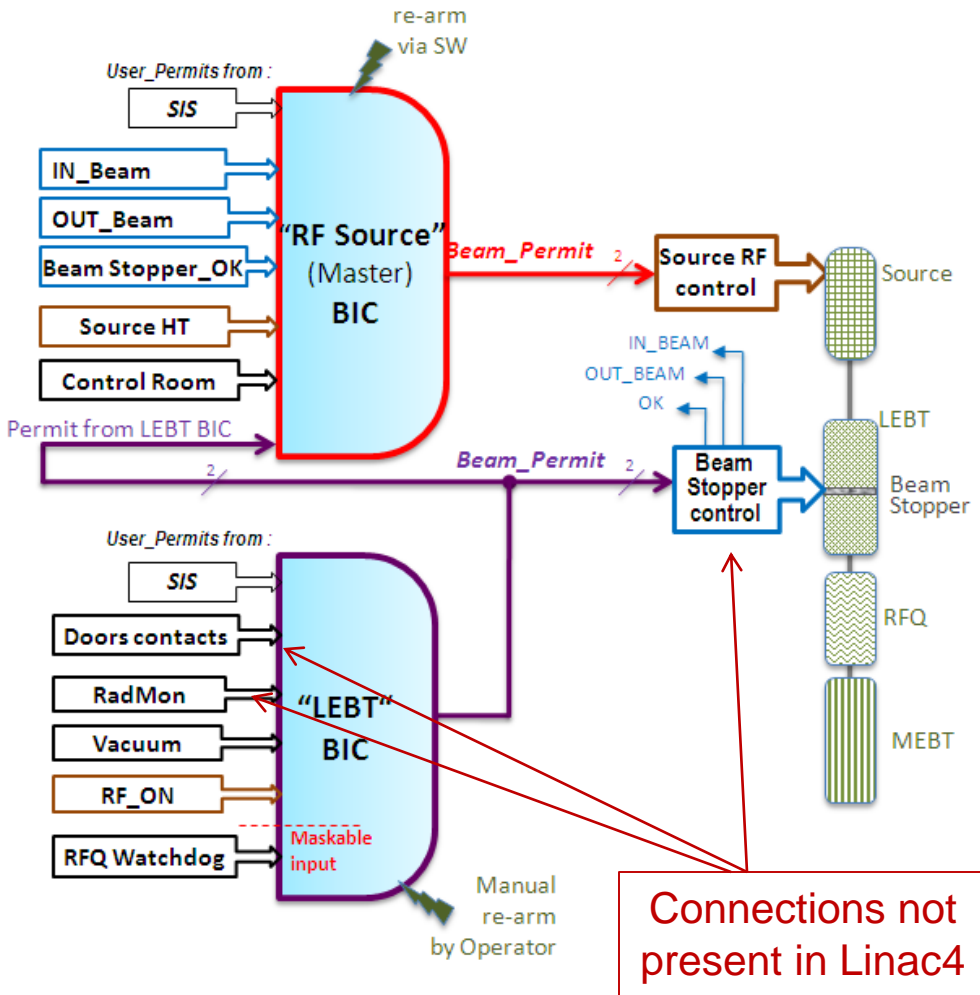 re-arm
via SW
User_Permits from :
SIS
IN_Beam
OUT_Beam
Beam Stopper_OK
Source HT
Control Room
"RF Source"
(Master)
BIC
Beam_Permit 2
Source RF
control
Source
IN_BEAM
OUT_BEAM
OK
LEBT
Permit from LEBT BIC
2
Beam_Permit 2
Beam
Stopper
control
Beam
Stopper
User_Permits from :
SIS
Doors contacts
RadMon
Vacuum
RF_ON
RFQ Watchdog
"LEBT"
BIC
Maskable
input
RFQ
MEBT
Manual
re-arm
by Operator
Connections not
present in Linac4